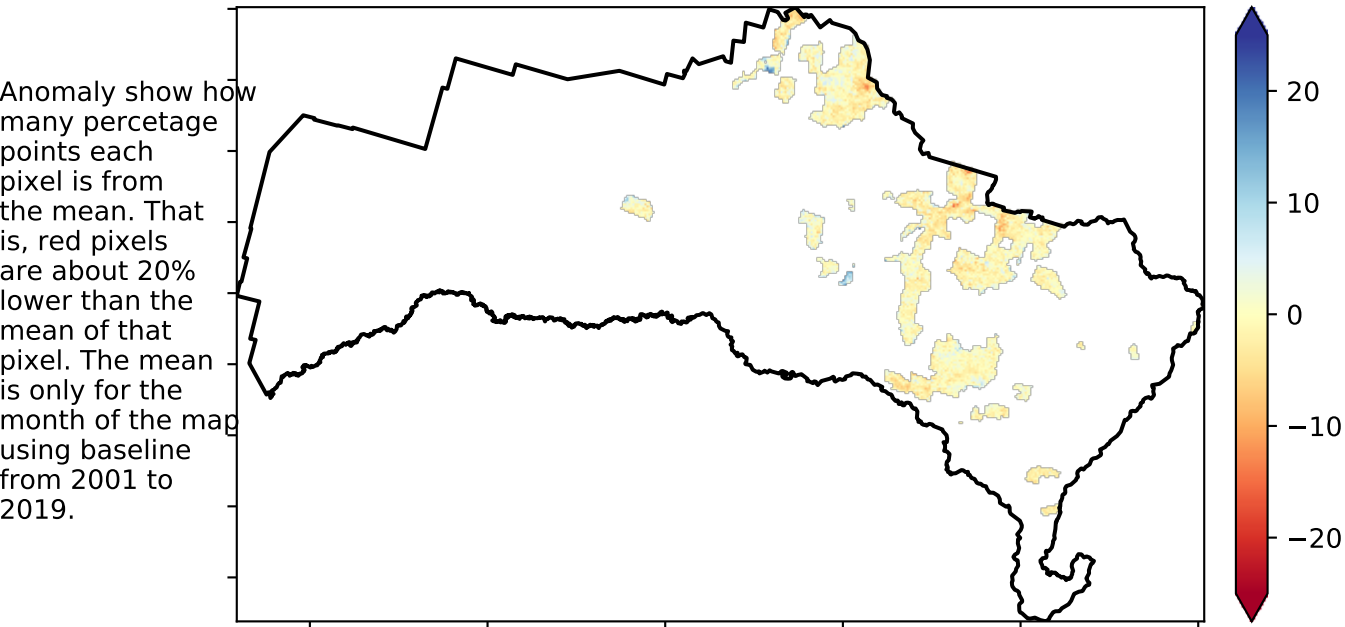 Anomaly show how
many percetage
points each
pixel is from
the mean. That
is, red pixels
are about 20%
lower than the
mean of that
pixel. The mean
is only for the
month of the map
using baseline
from 2001 to
2019.
20
10
0
−10
−20